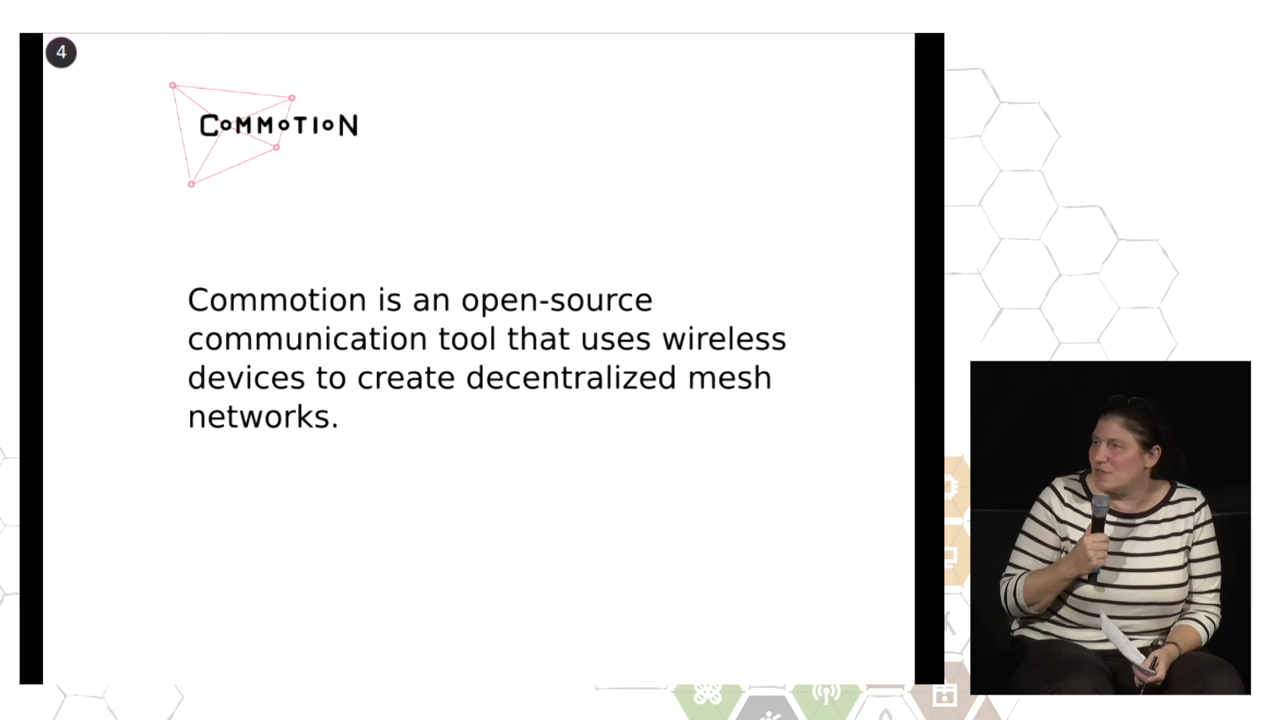 4
COMMOTION
Commotion is an open-source
communication tool that uses wireless
devices to create decentralized mesh
networks.